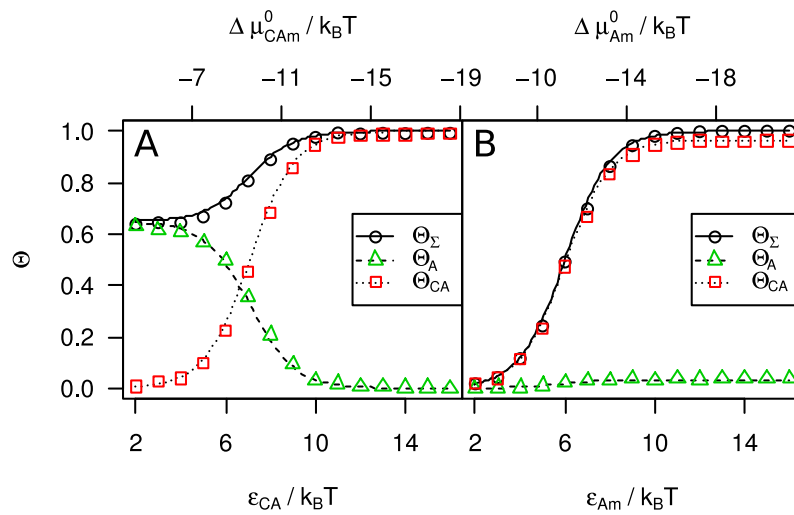 Δ μ⁰CAm / kBT Δ μ⁰Am / kBT
−7 −11 −15 −19 −10 −14 −18
A B
1.0
0.8
0.6
0.4
0.2
0.0
Θ
ΘΣ ΘΣ
ΘA ΘA
ΘCA ΘCA
2 6 10 14 2 6 10 14
εCA / kBT εAm / kBT